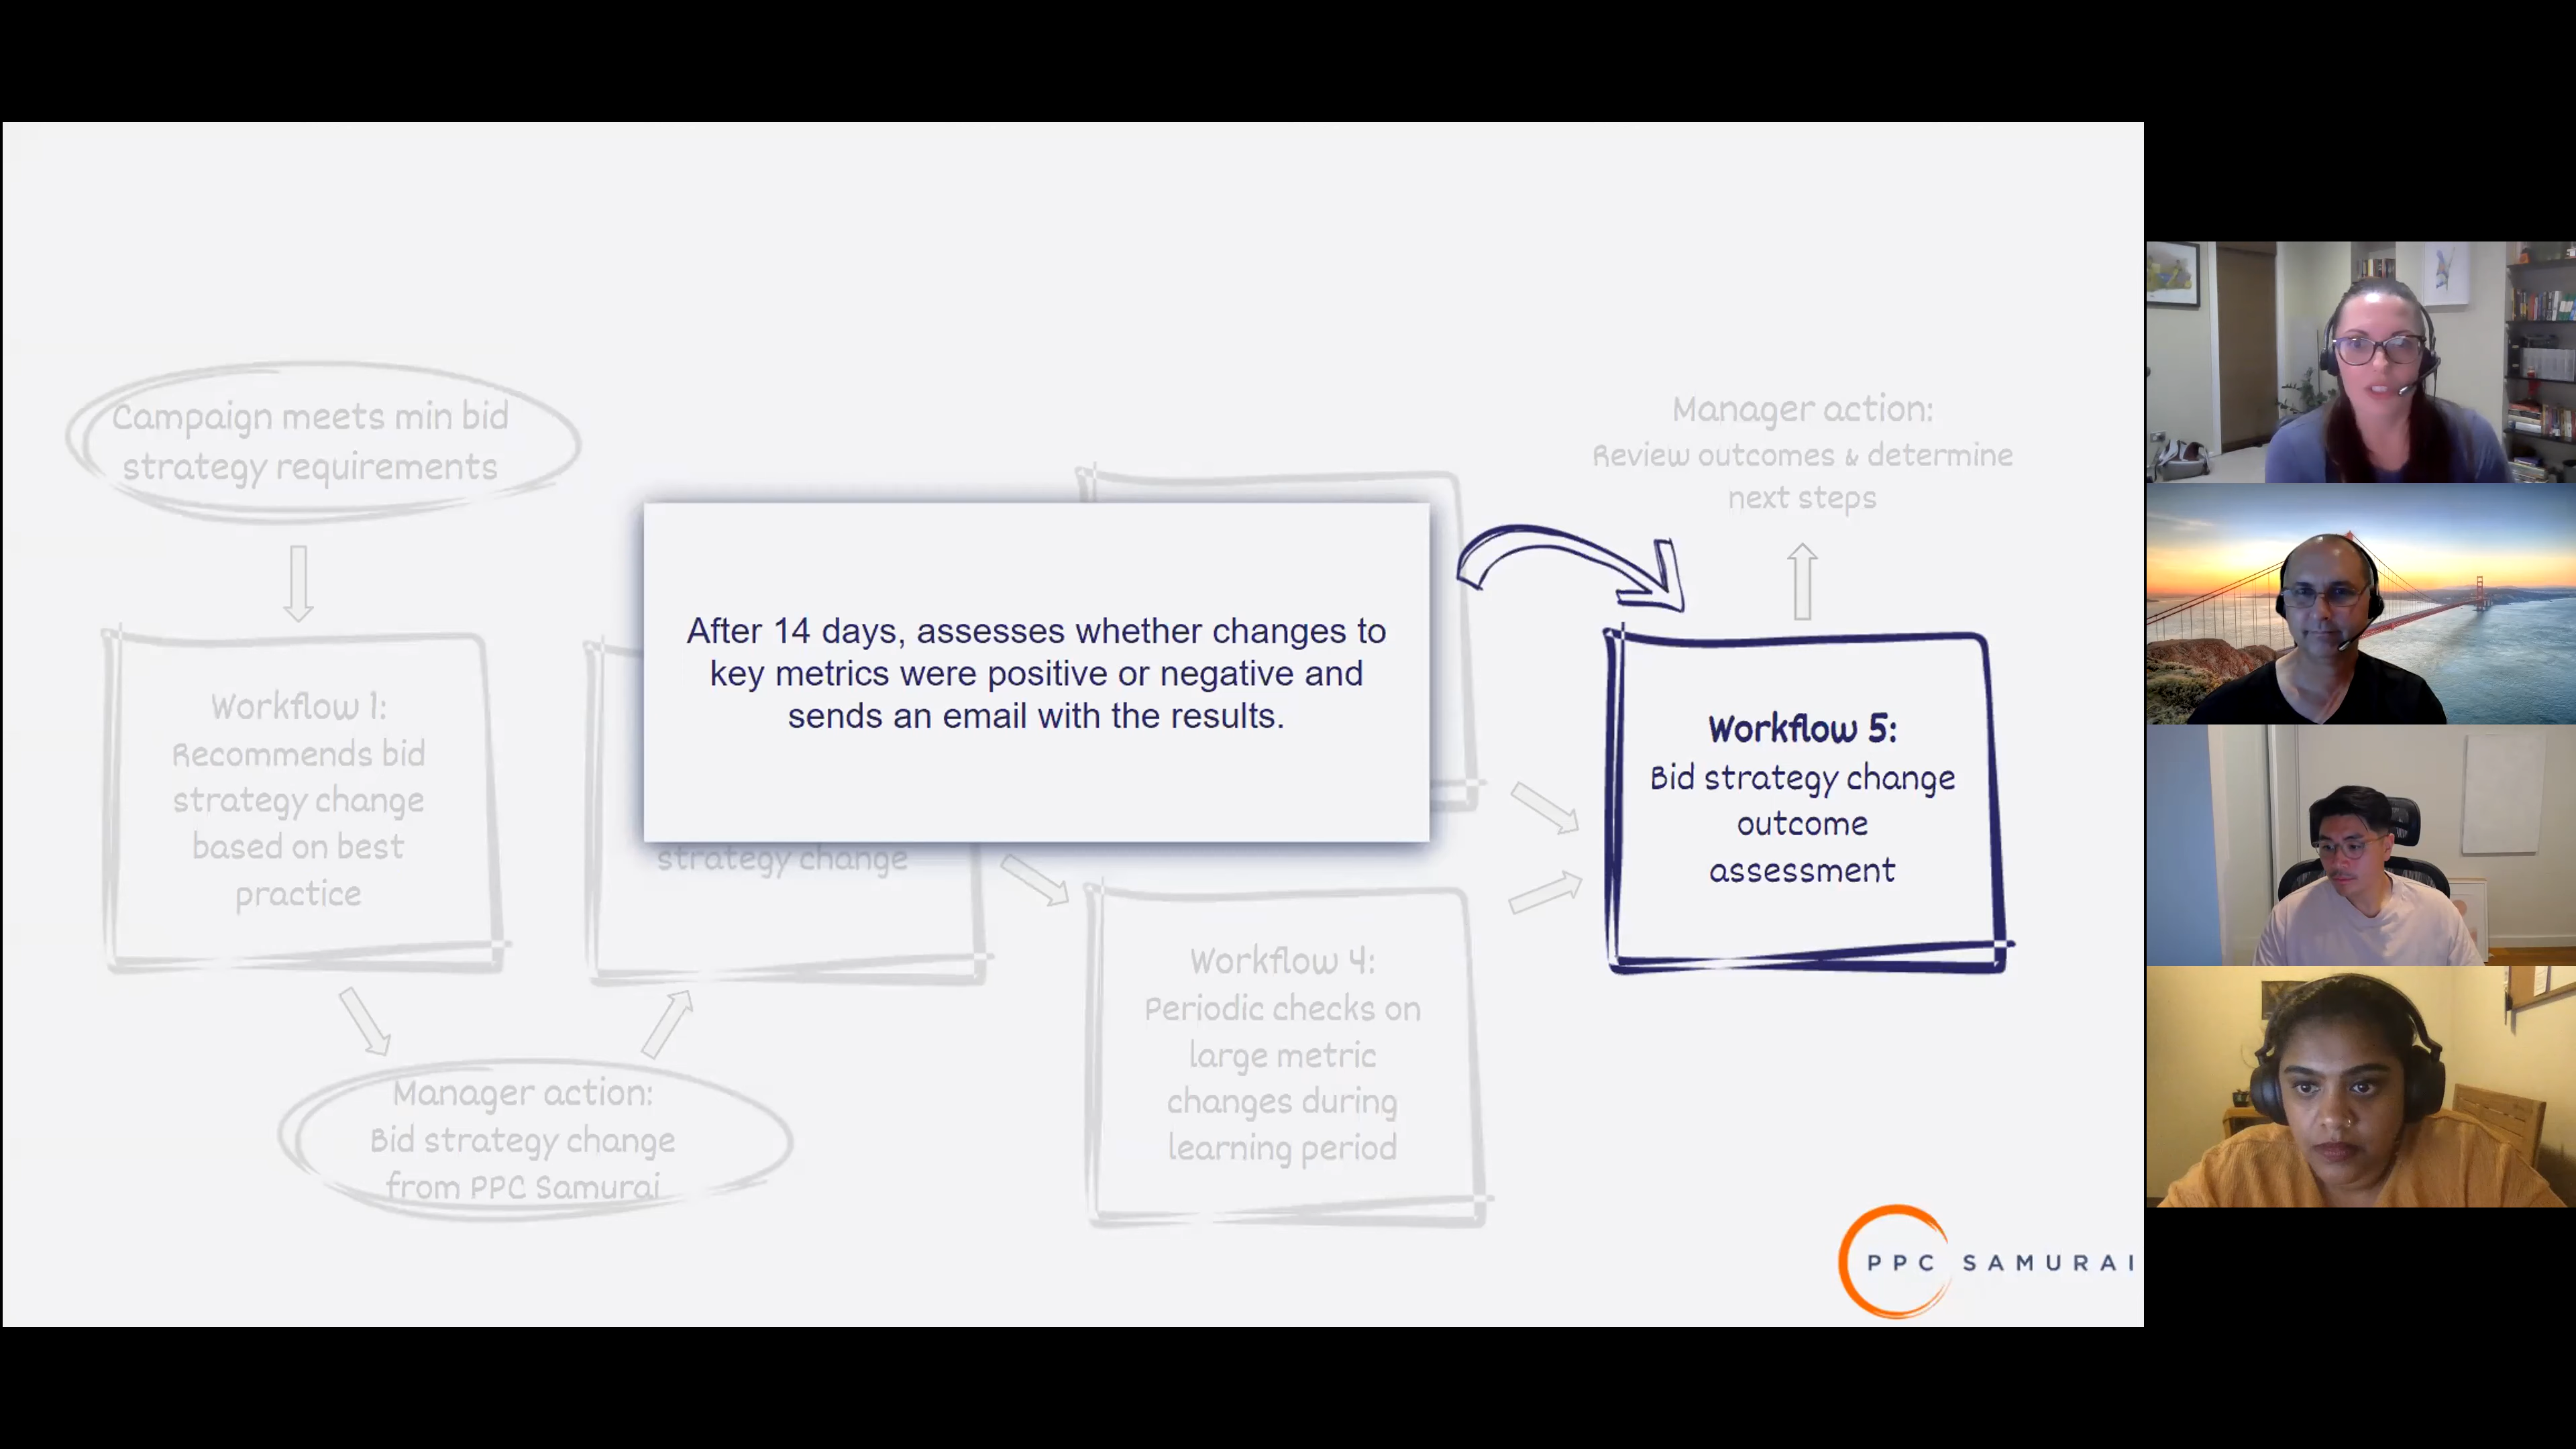 Campaign meets min bid
strategy requirements
Workflow 1:
Recommends bid
strategy change
based on best
practice
Manager action:
Bid strategy change
from PPC Samurai
strategy change
After 14 days, assesses whether changes to
key metrics were positive or negative and
sends an email with the results.
Workflow 4:
Periodic checks on
large metric
changes during
learning period
Manager action:
Review outcomes & determine
next steps
Workflow 5:
Bid strategy change
outcome
assessment
PPC SAMURAI